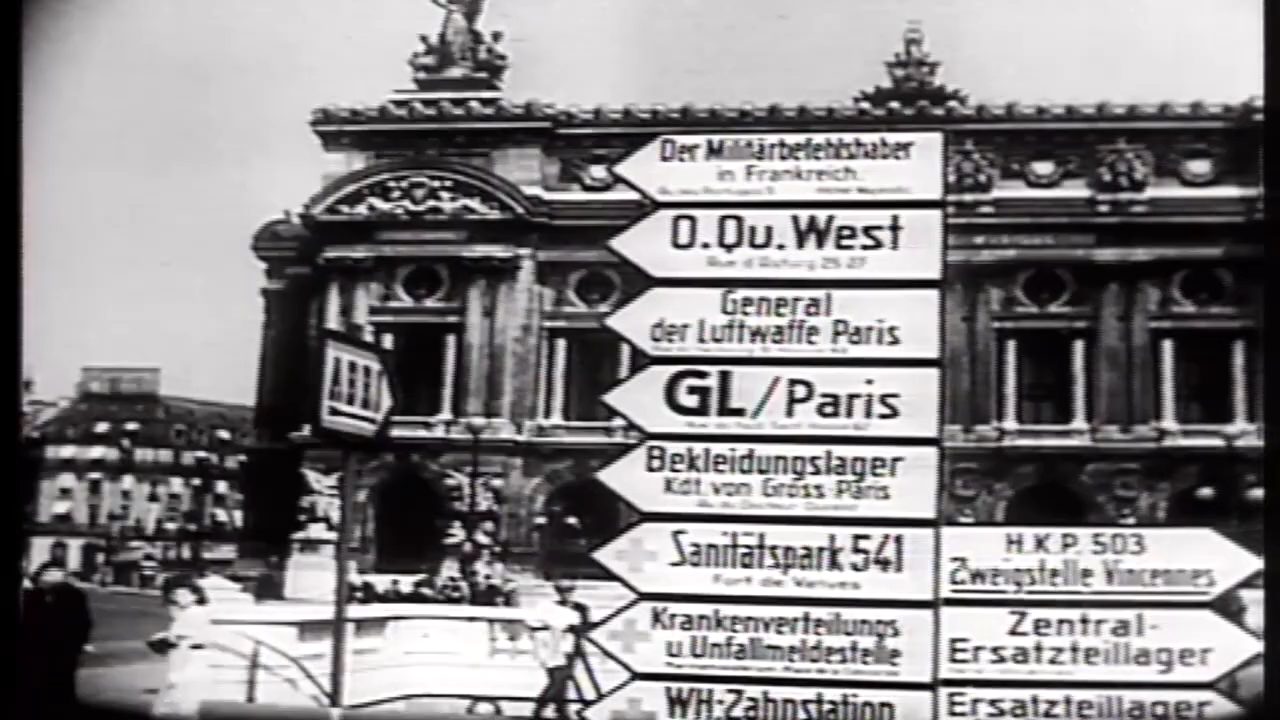 Der Militärbefehlshaber
in Frankreich.
O.Qu.West
General
der Luftwaffe Paris
GL/Paris
Bekleidungslager
Kdt. von Gross-Paris
Sanitätspark 541
Fort de Vanves
Krankenverteilungs
u.Unfallmeldestelle
WH-Zahnstation
H.K.P. 503
Zweigstelle Vincennes
Zentral-
Ersatzteillager
Ersatzteillager